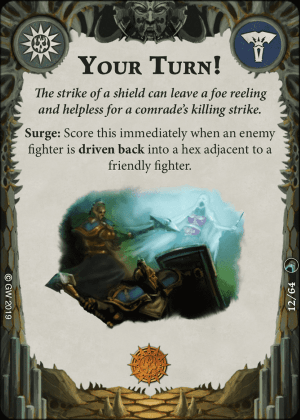 YOUR TURN!
The strike of a shield can leave a foe reeling
and helpless for a comrade's killing strike.
Surge: Score this immediately when an enemy
fighter is driven back into a hex adjacent to a
friendly fighter.
© GW 2019
12/64